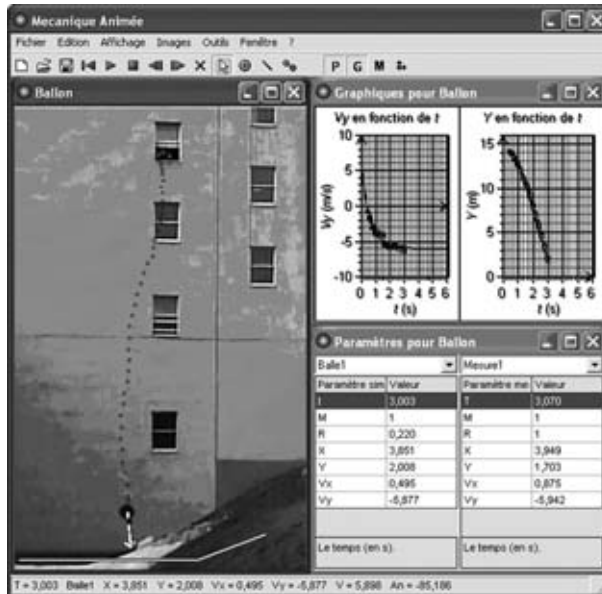 Mecanique Animée
Fichier Edition Affichage Images Outils Fenêtre ?
P G M
Ballon
Graphiques pour Ballon
Vy en fonction de t
10
5
0
-5
-10
Vy (m/s)
0 1 2 3 4 5 6
t (s)
Y en fonction de t
15
10
5
0
Y (m)
0 1 2 3 4 5 6
t (s)
Paramètres pour Ballon
Balle1 Mesure1
Paramètre sim Valeur Paramètre me Valeur
t 3,003 T 3,070
M 1 M 1
R 0,220 R 1
X 3,851 X 3,949
Y 2,008 Y 1,703
Vx 0,495 Vx 0,875
Vy -5,877 Vy -5,942
Le temps (en s). Le temps (en s).
T = 3,003 Balle1 X = 3,851 Y = 2,008 Vx = 0,495 Vy = -5,877 V = 5,898 An = -85,186